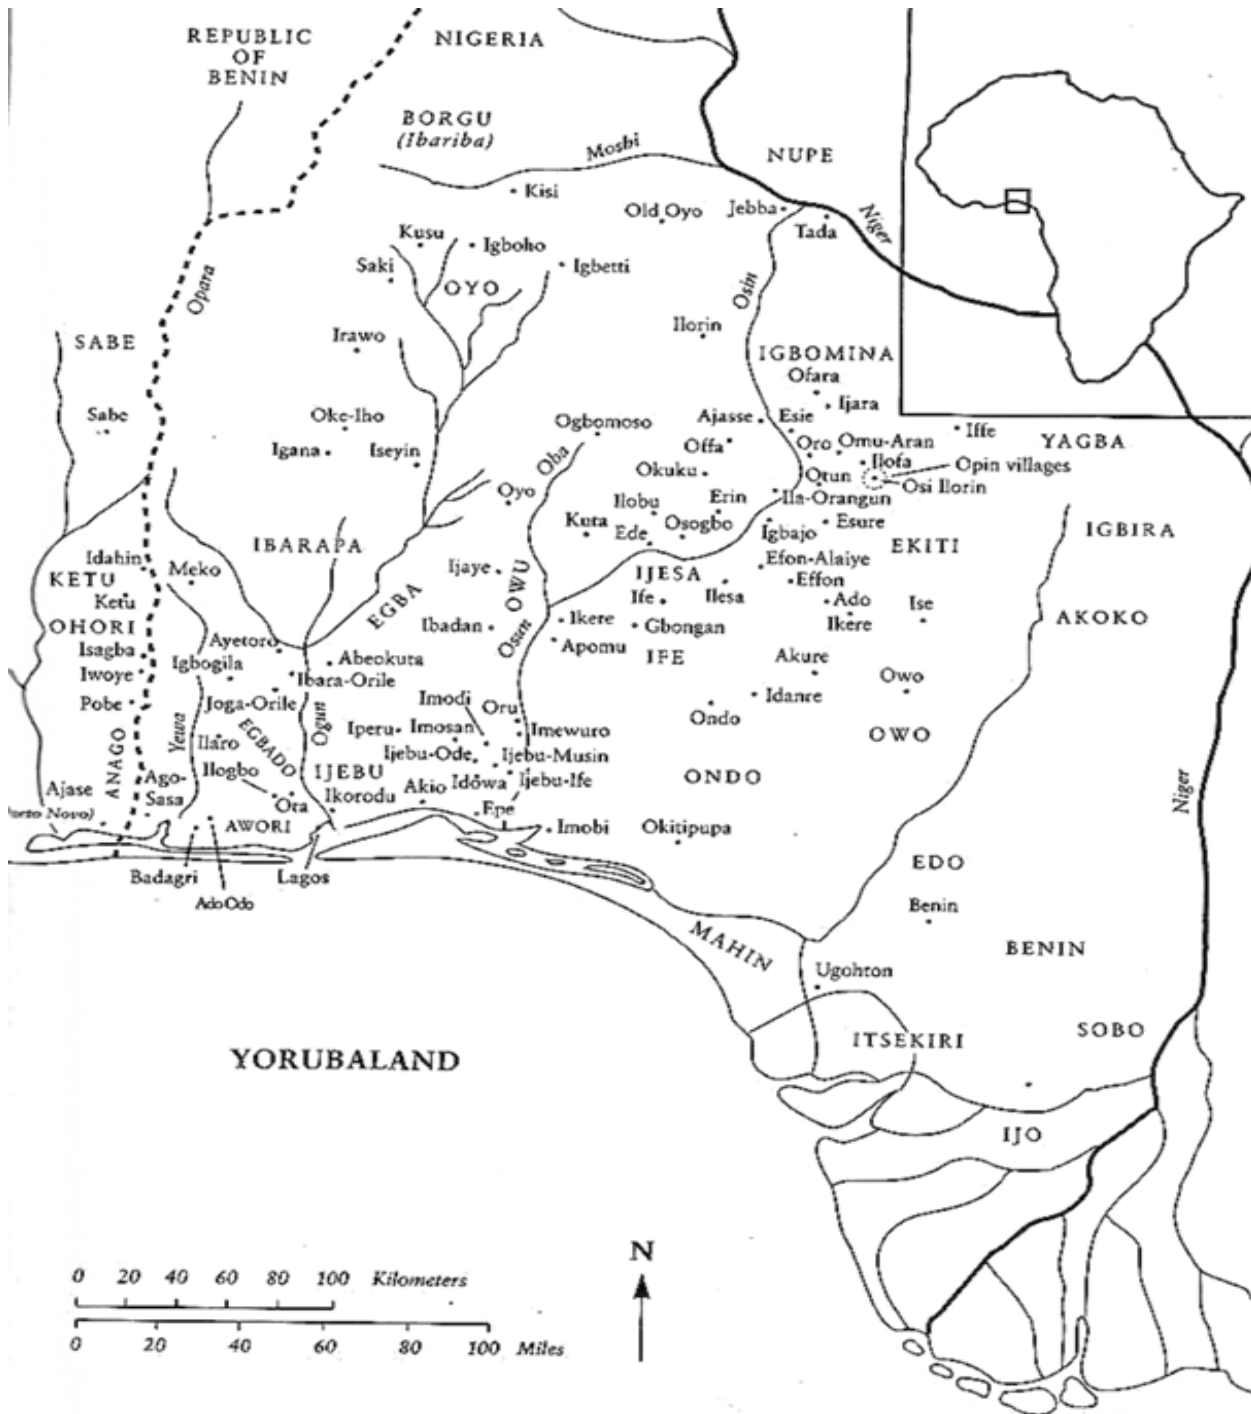 REPUBLIC
OF
BENIN
NIGERIA
BORGU
(Ibariba)
Moshi
NUPE
Kisi
Old Oyo
Jebba
Tada
Niger
Kusu
Igboho
Saki
Igbetti
OYO
Opara
Osin
Ilorin
SABE
Irawo
IGBOMINA
Ofara
Ijara
Sabe
Oke-Iho
Ogbomoso
Ajasse
Esie
Iffe
YAGBA
Igana
Iseyin
Oba
Offa
Oro
Omu-Aran
Ilofa
Opin villages
Okuku
Otun
Osi Ilorin
Oyo
Ilobu
Erin
Ila-Orangun
Kuta
Ede
Osogbo
Igbajo
Esure
IGBIRA
IBARAPA
EKITI
Idahin
Meko
Ijaye
OWU
IJESA
Efon-Alaiye
Effon
KETU
Ketu
EGBA
Ife
Ilesa
Ado
Ikere
Ise
AKOKO
OHORI
Ibadan
Osun
Ikere
Gbongan
Isagba
Ayetoro
Apomu
IFE
Iwoye
Igbogila
Abeokuta
Ibara-Orile
Akure
Owo
Pobe
Joga-Orile
Imodi
Oru
Idanre
Ondo
ANAGO
Yewa
Ilaro
EGBADO
Ogun
Iperu
Imosan
Imewuro
OWO
Ilogbo
Ijebu-Ode
Ijebu-Musin
Ajase
Ago-
Sasa
IJEBU
Idowa
Ijebu-Ife
ONDO
Niger
Porto Novo)
Ota
Ikorodu
Akio
Epe
AWORI
Imobi
Okitipupa
Badagri
Lagos
EDO
Ado Odo
Benin
MAHIN
BENIN
Ugohton
YORUBALAND
ITSEKIRI
SOBO
IJO
N
0 20 40 60 80 100 Kilometers
0 20 40 60 80 100 Miles